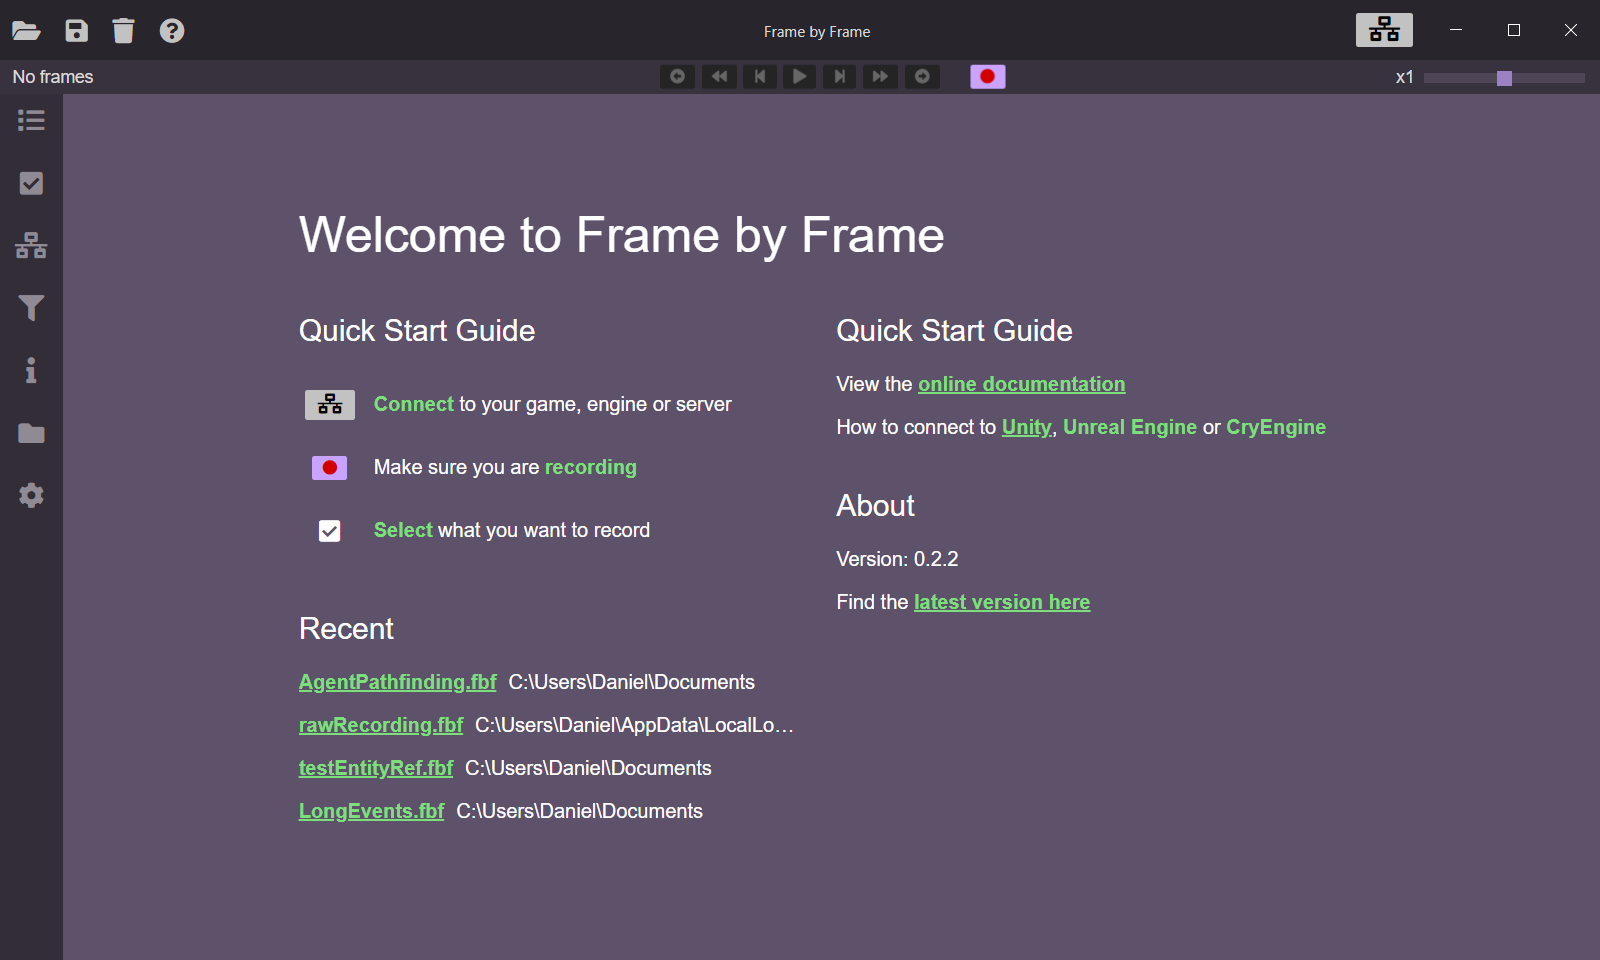 Frame by Frame
No frames
x1
Welcome to Frame by Frame
Quick Start Guide
Connect to your game, engine or server
Make sure you are recording
Select what you want to record
Recent
AgentPathfinding.fbf C:\Users\Daniel\Documents
rawRecording.fbf C:\Users\Daniel\AppData\LocalLo...
testEntityRef.fbf C:\Users\Daniel\Documents
LongEvents.fbf C:\Users\Daniel\Documents
Quick Start Guide
View the online documentation
How to connect to Unity, Unreal Engine or CryEngine
About
Version: 0.2.2
Find the latest version here